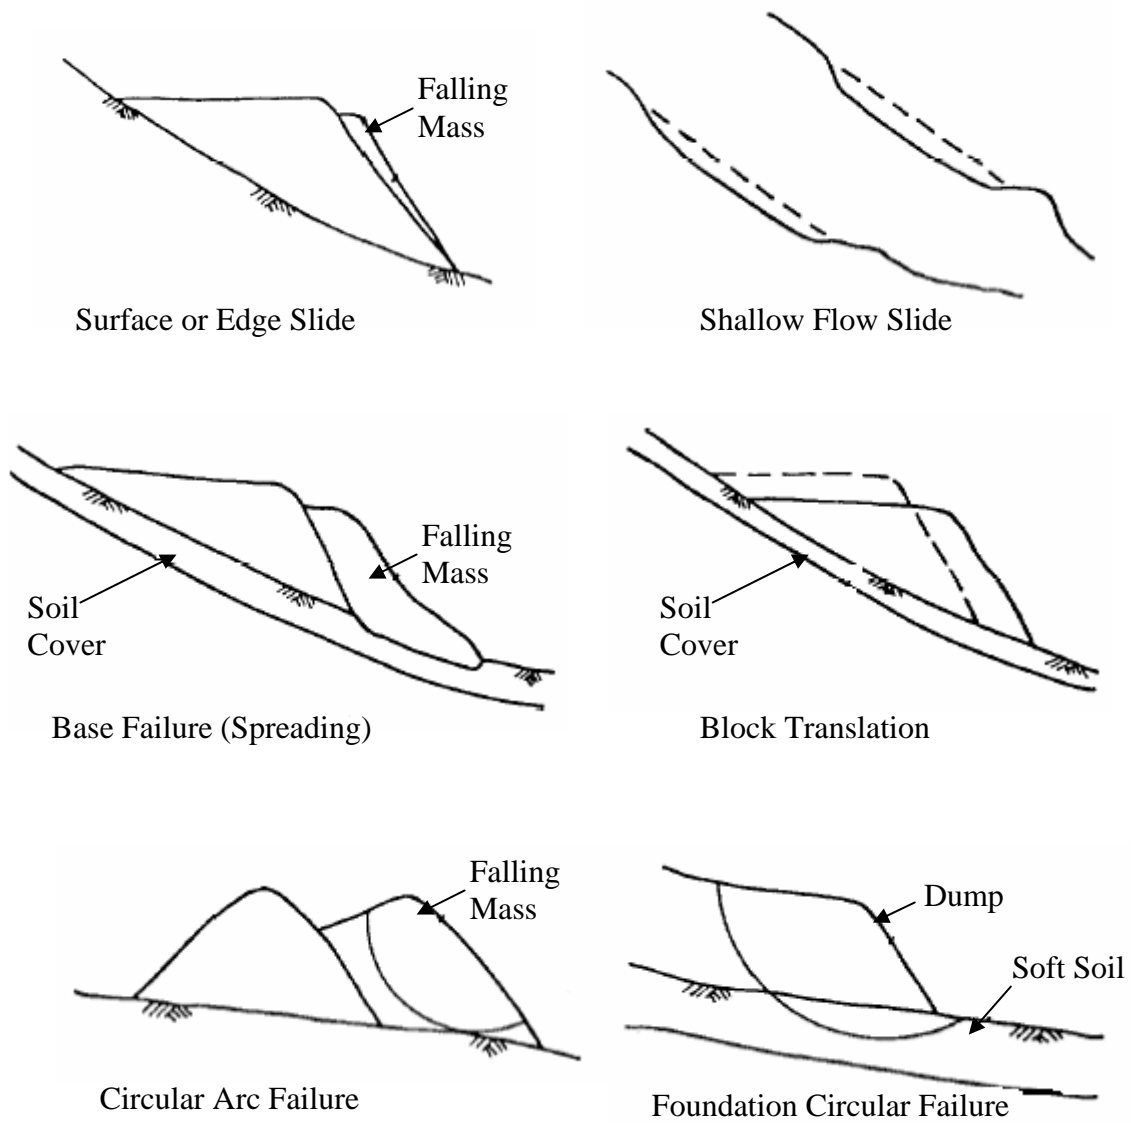 Falling
Mass
Surface or Edge Slide
Shallow Flow Slide
Falling
Mass
Soil
Cover
Base Failure (Spreading)
Soil
Cover
Block Translation
Falling
Mass
Circular Arc Failure
Dump
Soft Soil
Foundation Circular Failure